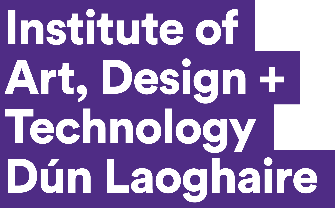 Institute of
Art, Design +
Technology
Dún Laoghaire